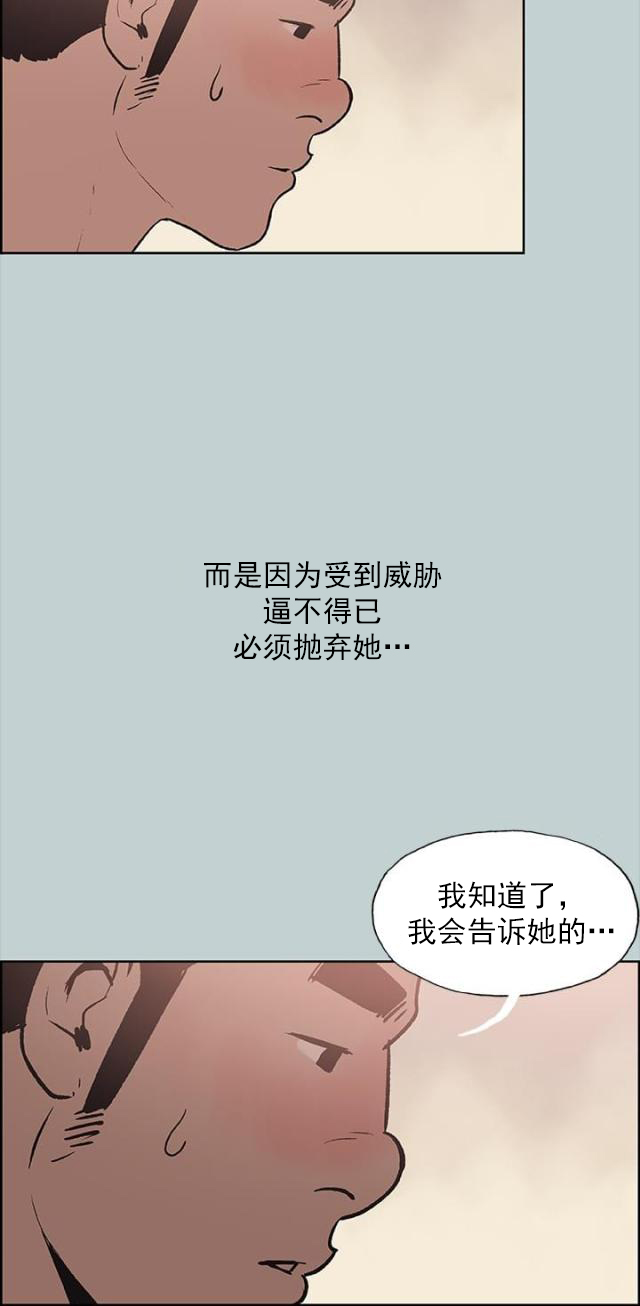 而是因为受到威胁
逼不得已
必须抛弃她…
我知道了,
我会告诉她的…